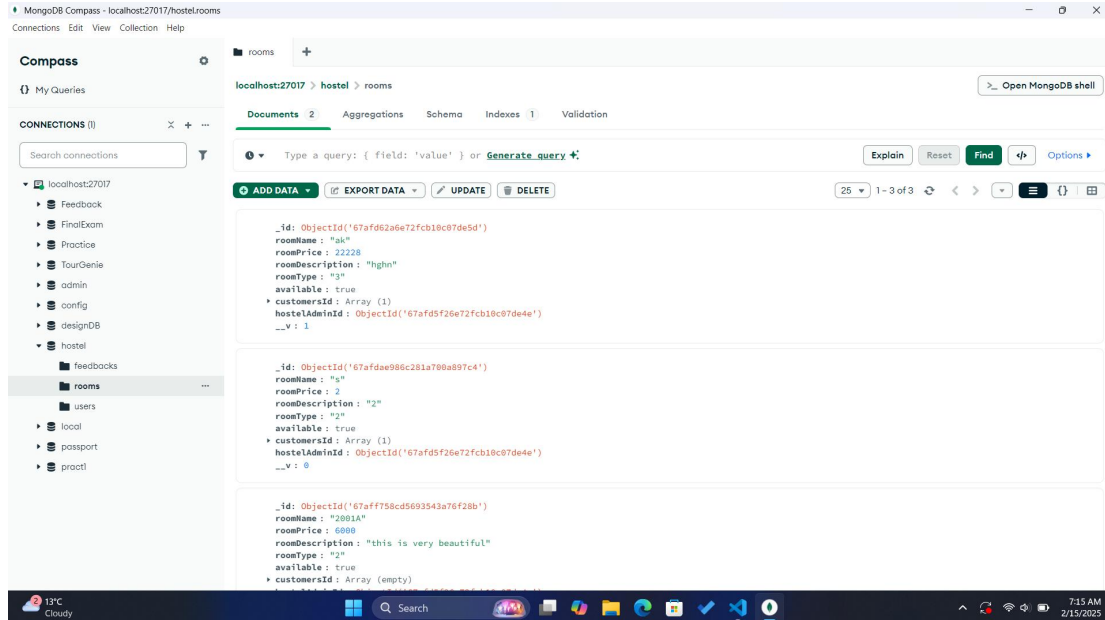 MongoDB Compass - localhost:27017/hostel.rooms
Connections Edit View Collection Help
Compass
{} My Queries
CONNECTIONS (1)
Search connections
localhost:27017
Feedback
FinalExam
Practice
TourGenie
admin
config
designDB
hostel
feedbacks
rooms
users
local
passport
pract1
rooms
localhost:27017 > hostel > rooms
>_ Open MongoDB shell
Documents 2 Aggregations Schema Indexes 1 Validation
Type a query: { field: 'value' } or Generate query
Explain Reset Find </> Options
ADD DATA EXPORT DATA UPDATE DELETE
25 1 – 3 of 3 {}
_id: ObjectId('67afd62a6e72fcb10c07de5d')
roomName : "ak"
roomPrice : 22228
roomDescription : "hghn"
roomType : "3"
available : true
customersId : Array (1)
hostelAdminId : ObjectId('67afd5f26e72fcb10c07de4e')
__v : 1
_id: ObjectId('67afdae986c281a700a897c4')
roomName : "s"
roomPrice : 2
roomDescription : "2"
roomType : "2"
available : true
customersId : Array (1)
hostelAdminId : ObjectId('67afd5f26e72fcb10c07de4e')
__v : 0
_id: ObjectId('67aff758cd5693543a76f28b')
roomName : "2001A"
roomPrice : 6000
roomDescription : "this is very beautiful"
roomType : "2"
available : true
customersId : Array (empty)
2
13°C
Cloudy
Search
7:15 AM
2/15/2025